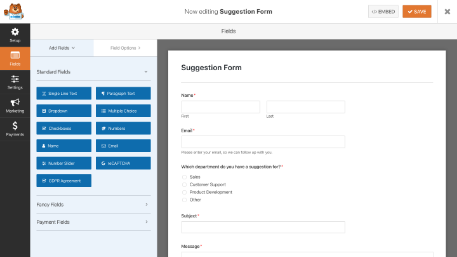 Now editing Suggestion Form
EMBED
SAVE
Setup
Fields
Settings
Marketing
Payments
Fields
Add Fields
Field Options
Standard Fields
Single Line Text
Paragraph Text
Dropdown
Multiple Choice
Checkboxes
Numbers
Name
Email
Number Slider
reCAPTCHA
GDPR Agreement
Fancy Fields
Payment Fields
Suggestion Form
Name*
First
Last
Email*
Please enter your email, so we can follow up with you.
Which department do you have a suggestion for?*
Sales
Customer Support
Product Development
Other
Subject*
Message*